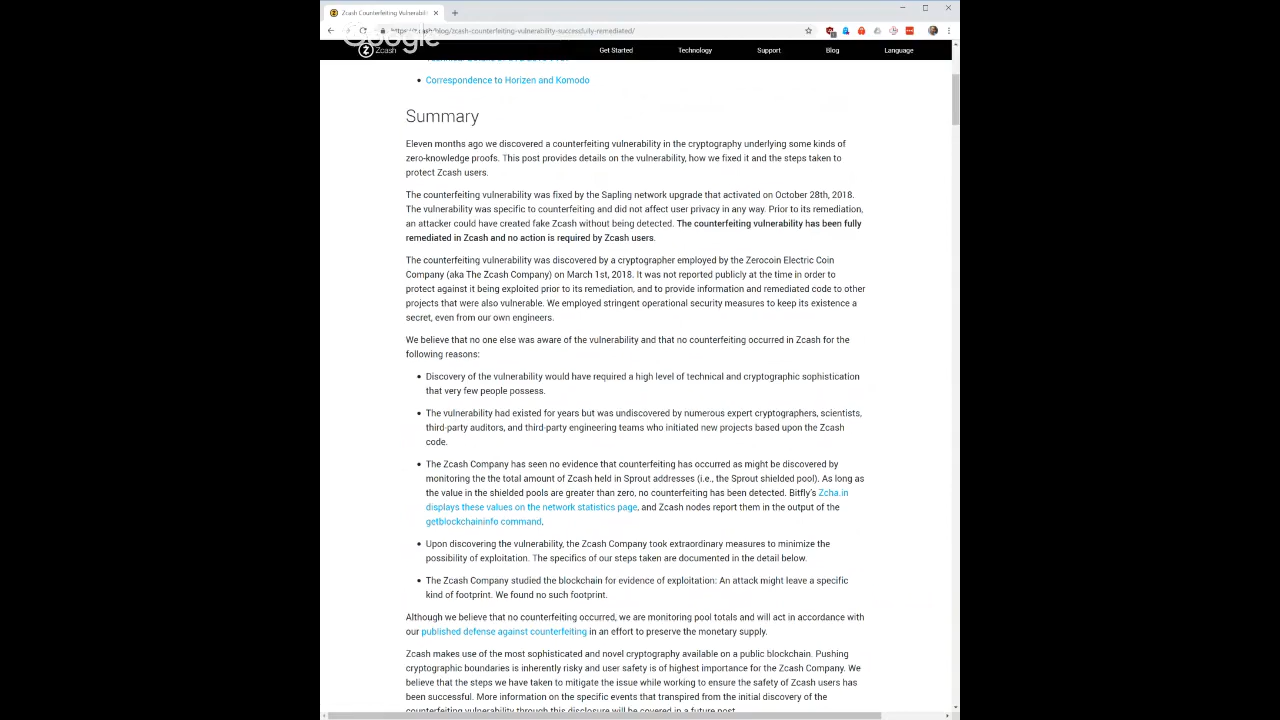 Zcash Counterfeiting Vulnerabili
https://z.cash/blog/zcash-counterfeiting-vulnerability-successfully-remediated/
Google
Zcash
Get Started
Technology
Support
Blog
Language
Correspondence to Horizen and Komodo
Summary
Eleven months ago we discovered a counterfeiting vulnerability in the cryptography underlying some kinds of
zero-knowledge proofs. This post provides details on the vulnerability, how we fixed it and the steps taken to
protect Zcash users.
The counterfeiting vulnerability was fixed by the Sapling network upgrade that activated on October 28th, 2018.
The vulnerability was specific to counterfeiting and did not affect user privacy in any way. Prior to its remediation,
an attacker could have created fake Zcash without being detected. The counterfeiting vulnerability has been fully
remediated in Zcash and no action is required by Zcash users.
The counterfeiting vulnerability was discovered by a cryptographer employed by the Zerocoin Electric Coin
Company (aka The Zcash Company) on March 1st, 2018. It was not reported publicly at the time in order to
protect against it being exploited prior to its remediation, and to provide information and remediated code to other
projects that were also vulnerable. We employed stringent operational security measures to keep its existence a
secret, even from our own engineers.
We believe that no one else was aware of the vulnerability and that no counterfeiting occurred in Zcash for the
following reasons:
Discovery of the vulnerability would have required a high level of technical and cryptographic sophistication
that very few people possess.
The vulnerability had existed for years but was undiscovered by numerous expert cryptographers, scientists,
third-party auditors, and third-party engineering teams who initiated new projects based upon the Zcash
code.
The Zcash Company has seen no evidence that counterfeiting has occurred as might be discovered by
monitoring the the total amount of Zcash held in Sprout addresses (i.e., the Sprout shielded pool). As long as
the value in the shielded pools are greater than zero, no counterfeiting has been detected. Bitfly's Zcha.in
displays these values on the network statistics page, and Zcash nodes report them in the output of the
getblockchaininfo command.
Upon discovering the vulnerability, the Zcash Company took extraordinary measures to minimize the
possibility of exploitation. The specifics of our steps taken are documented in the detail below.
The Zcash Company studied the blockchain for evidence of exploitation: An attack might leave a specific
kind of footprint. We found no such footprint.
Although we believe that no counterfeiting occurred, we are monitoring pool totals and will act in accordance with
our published defense against counterfeiting in an effort to preserve the monetary supply.
Zcash makes use of the most sophisticated and novel cryptography available on a public blockchain. Pushing
cryptographic boundaries is inherently risky and user safety is of highest importance for the Zcash Company. We
believe that the steps we have taken to mitigate the issue while working to ensure the safety of Zcash users has
been successful. More information on the specific events that transpired from the initial discovery of the
counterfeiting vulnerability through this disclosure will be covered in a future post.